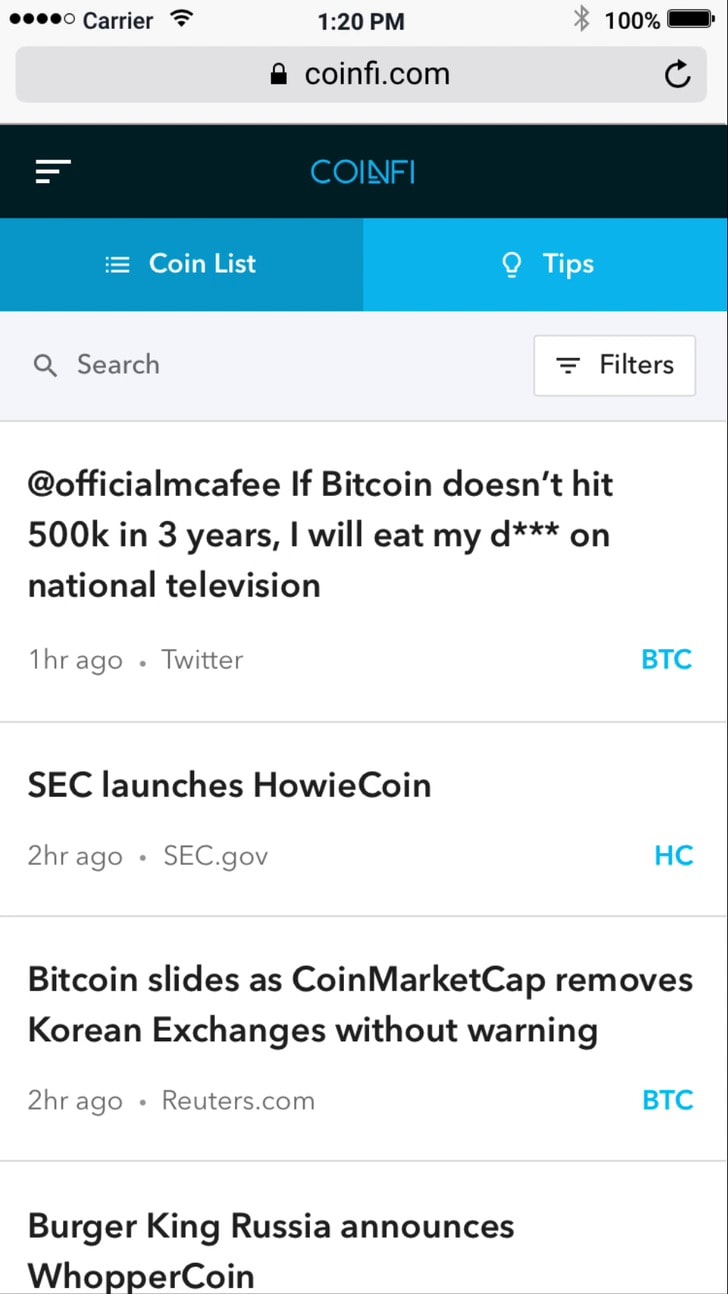 Carrier 1:20 PM 100%
coinfi.com
COINFI
Coin List Tips
Search Filters
@officialmcafee If Bitcoin doesn’t hit
500k in 3 years, I will eat my d*** on
national television
1hr ago • Twitter BTC
SEC launches HowieCoin
2hr ago • SEC.gov HC
Bitcoin slides as CoinMarketCap removes
Korean Exchanges without warning
2hr ago • Reuters.com BTC
Burger King Russia announces
WhopperCoin